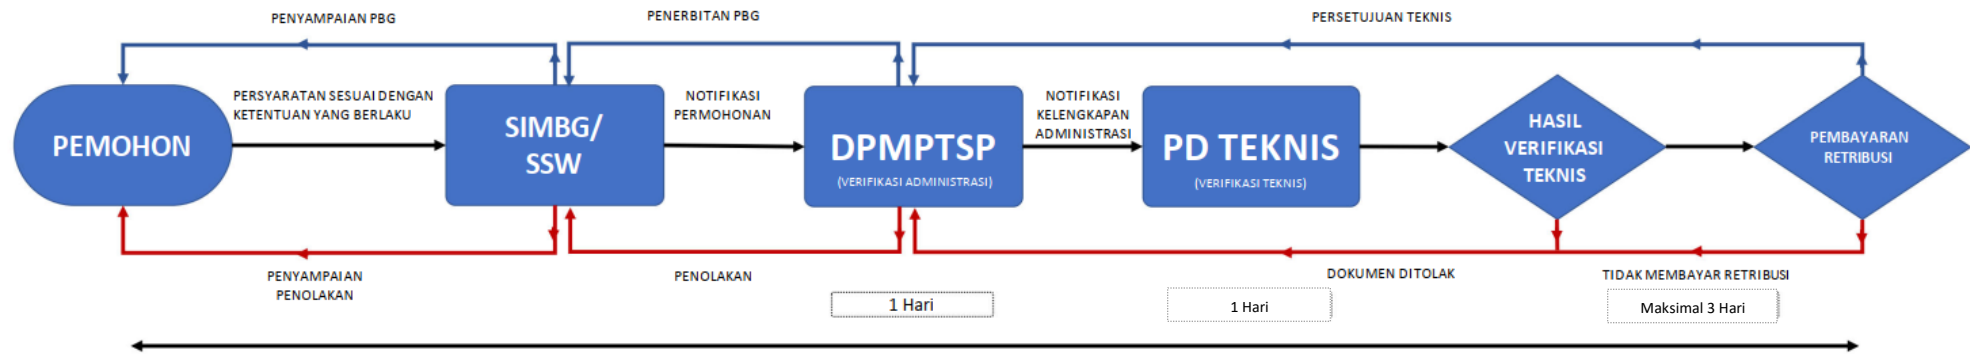 PENYAMPAIAN PBG
PENERBITAN PBG
PERSETUJUAN TEKNIS
PEMOHON
PERSYARATAN SESUAI DENGAN
KETENTUAN YANG BERLAKU
SIMBG/
SSW
NOTIFIKASI
PERMOHONAN
DPMPTSP
(VERIFIKASI ADMINISTRASI)
NOTIFIKASI
KELENGKAPAN
ADMINISTRASI
PD TEKNIS
(VERIFIKASI TEKNIS)
HASIL
VERIFIKASI
TEKNIS
PEMBAYARAN
RETRIBUSI
PENYAMPAIAN
PENOLAKAN
PENOLAKAN
DOKUMEN DITOLAK
TIDAK MEMBAYAR RETRIBUSI
1 Hari
1 Hari
Maksimal 3 Hari